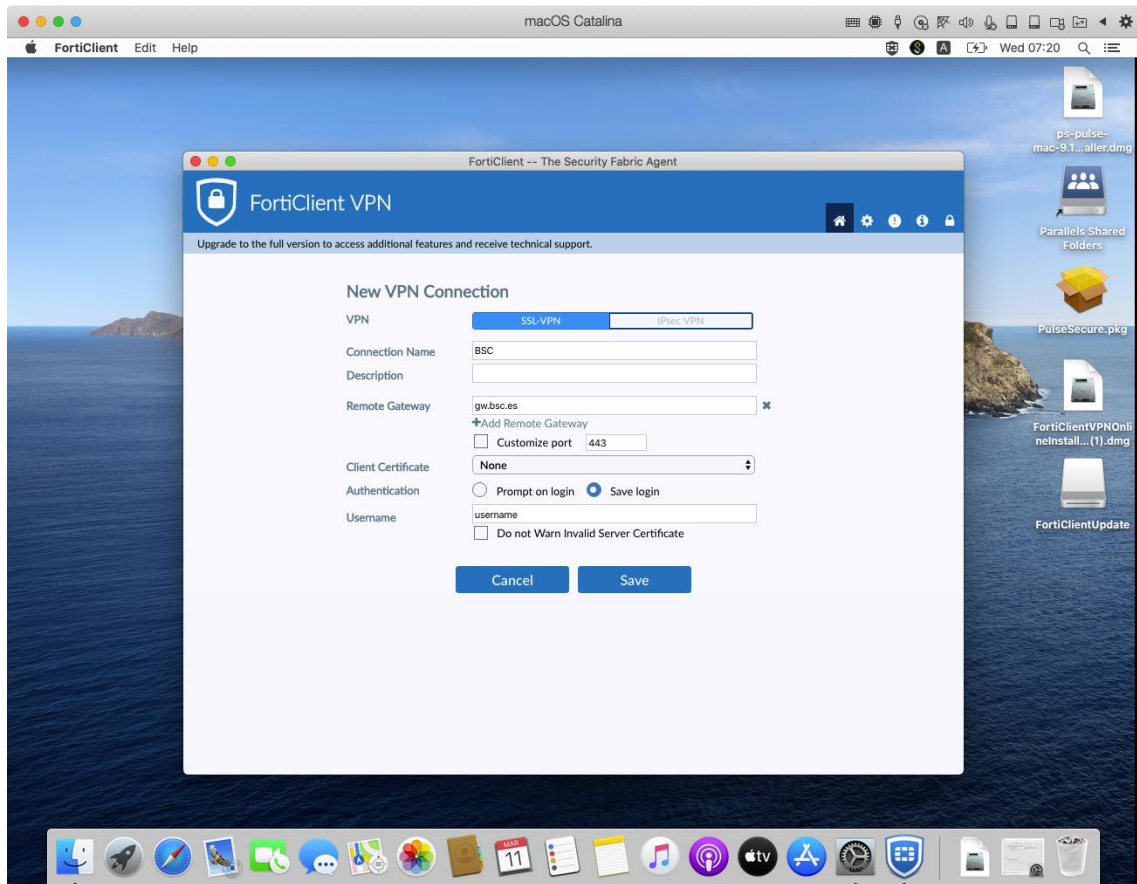 macOS Catalina
FortiClient Edit Help
A Wed 07:20
ps-pulse-
mac-9.1...aller.dmg
FortiClient -- The Security Fabric Agent
FortiClient VPN
Parallels Shared
Folders
Upgrade to the full version to access additional features and receive technical support.
New VPN Connection
VPN SSL-VPN IPsec VPN
PulseSecure.pkg
Connection Name BSC
Description
Remote Gateway gw.bsc.es
Add Remote Gateway
FortiClientVPNOnli
neInstall...(1).dmg
Customize port 443
Client Certificate None
Authentication Prompt on login Save login
Username username
FortiClientUpdate
Do not Warn Invalid Server Certificate
Cancel Save
MAR
11
tv